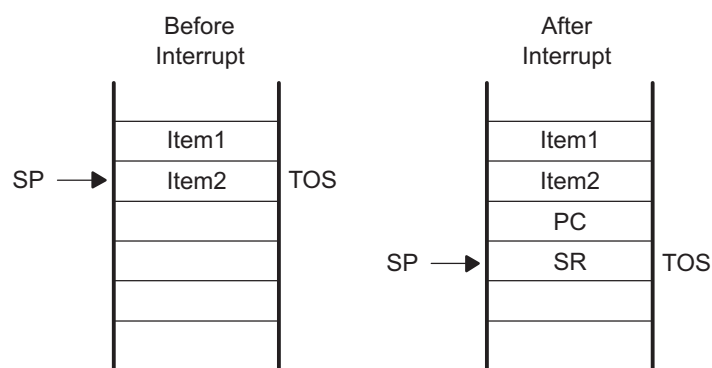 Before
Interrupt
After
Interrupt
Item1
Item1
SP
Item2
TOS
Item2
PC
SP
SR
TOS